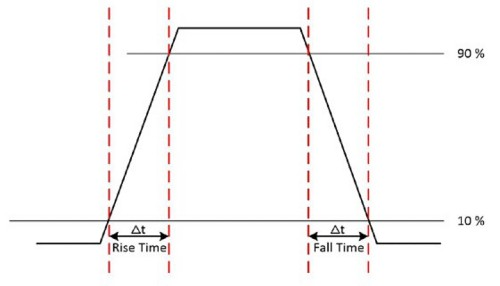 90 %
10 %
Δt
Rise Time
Δt
Fall Time